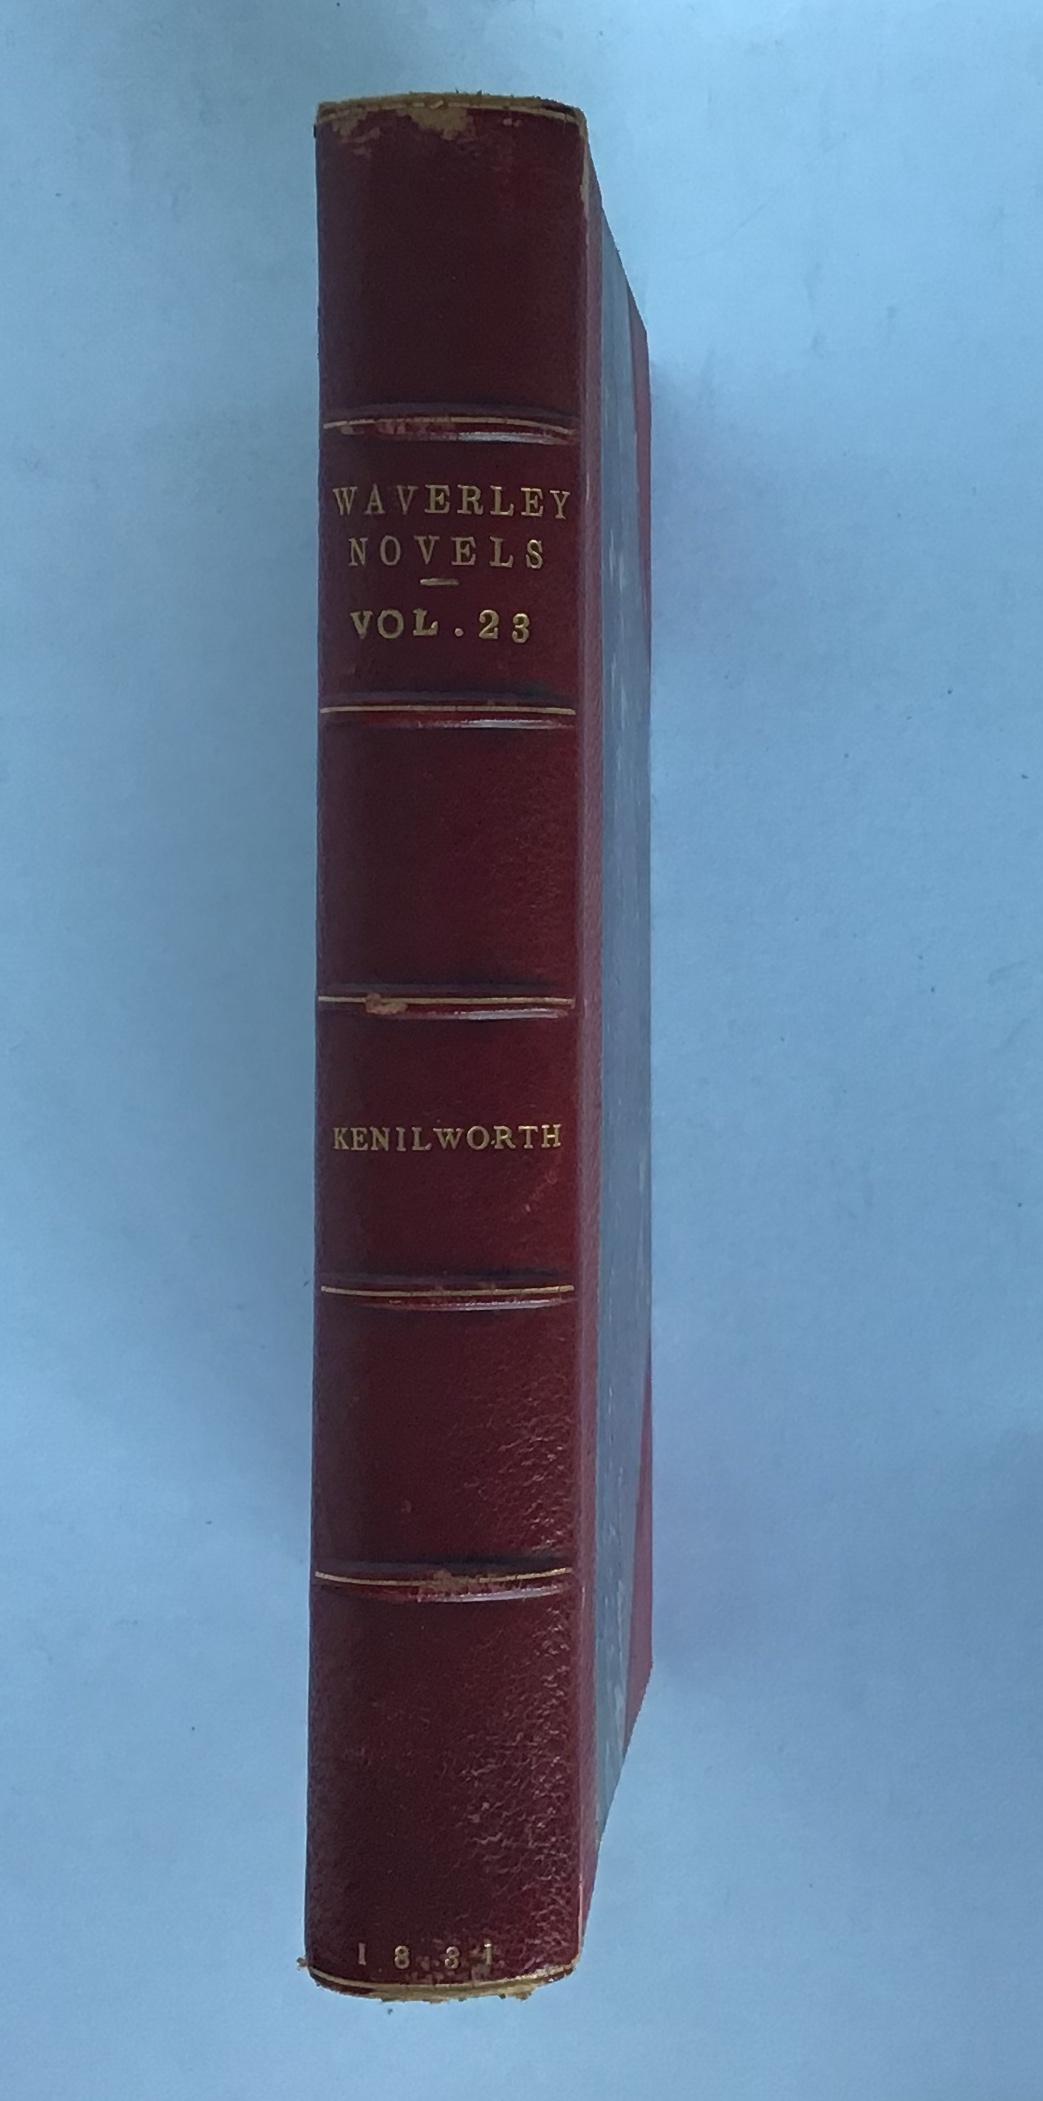 WAVERLEY
NOVELS
VOL. 23
KENILWORTH
1831